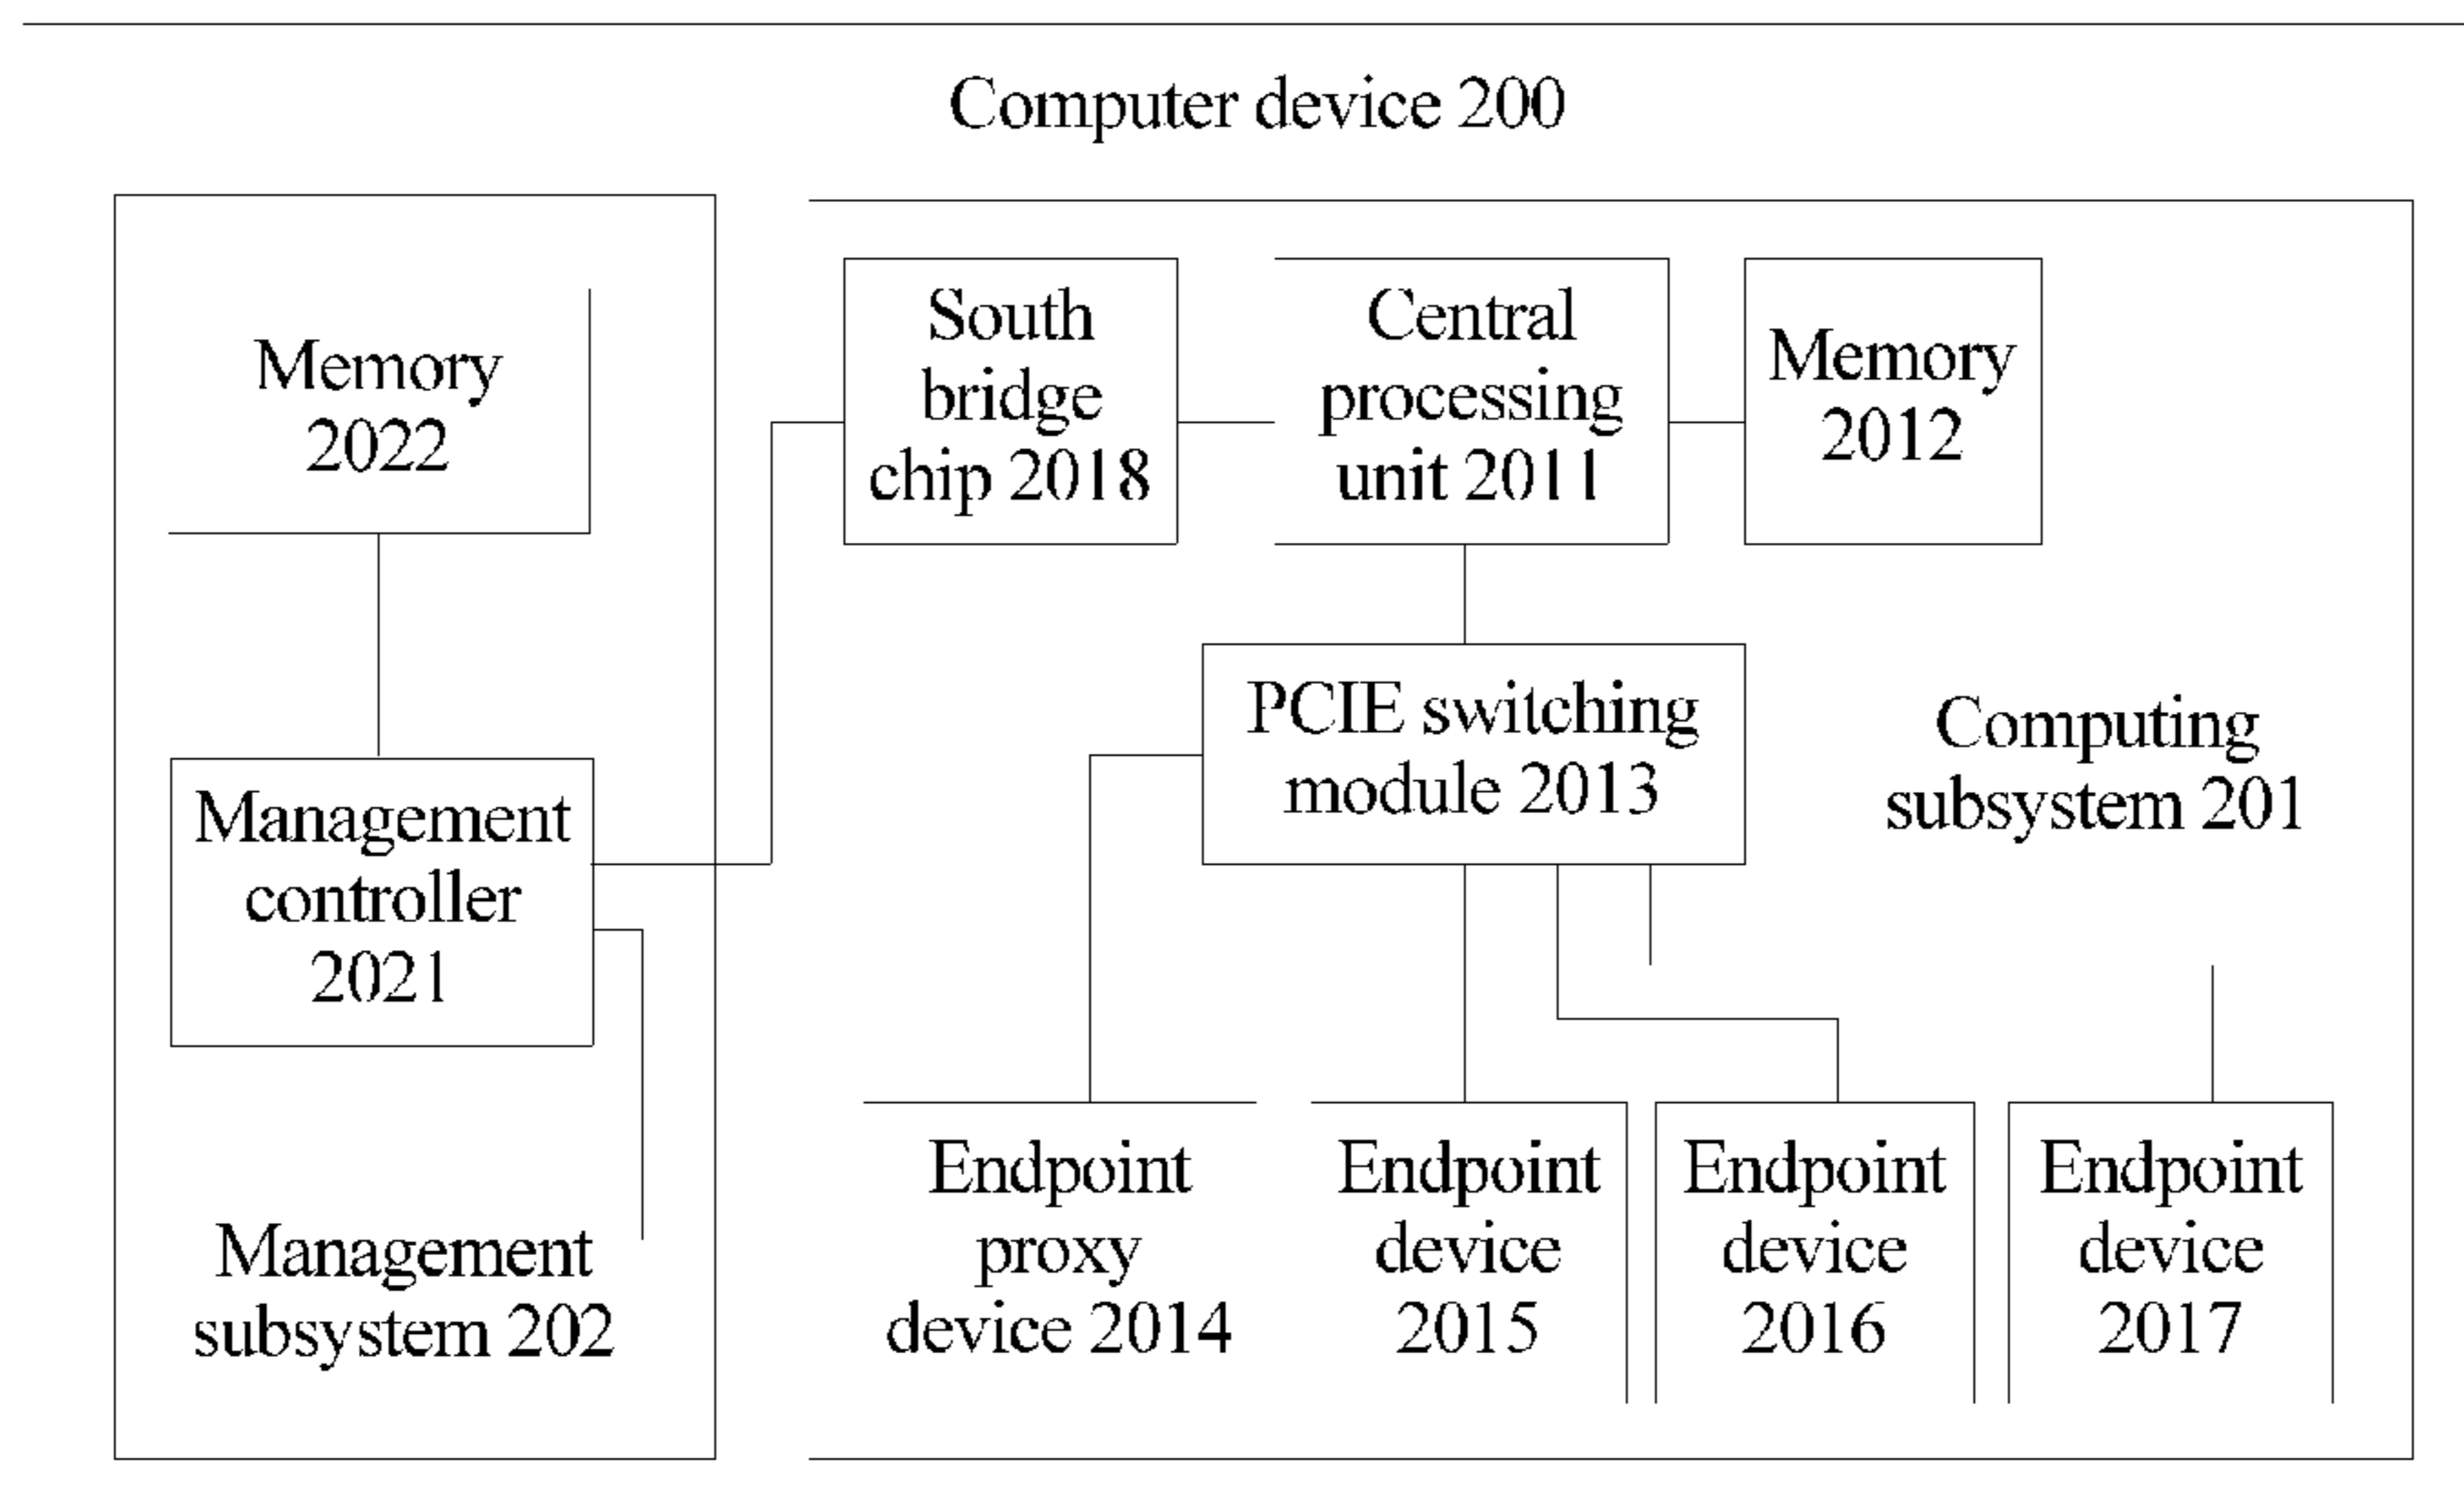 Computer device 200
Memory
2022
Management
controller
2021
Management
subsystem 202
South
bridge
chip 2018
Central
processing
unit 2011
Memory
2012
PCIE switching
module 2013
Computing
subsystem 201
Endpoint
proxy
device 2014
Endpoint
device
2015
Endpoint
device
2016
Endpoint
device
2017